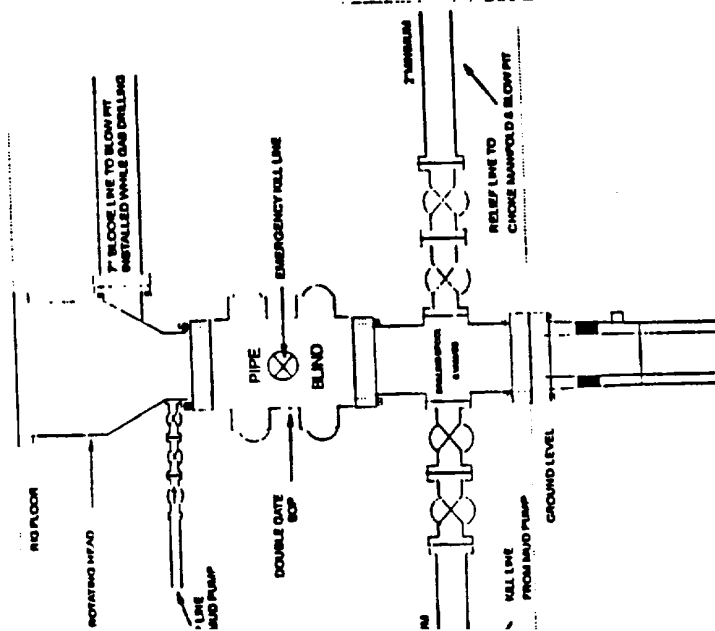 7" BLOOIE LINE TO BLOW PIT
INSTALLED WHILE GAS DRILLING
2" MINIMUM
RELIEF LINE TO
CHOKE MANIFOLD & BLOW PIT
EMERGENCY KILL LINE
PIPE
BLIND
RIG FLOOR
ROTATING HEAD
LINE
MUD PUMP
DOUBLE GATE
BOP
KILL LINE
FROM MUD PUMP
GROUND LEVEL